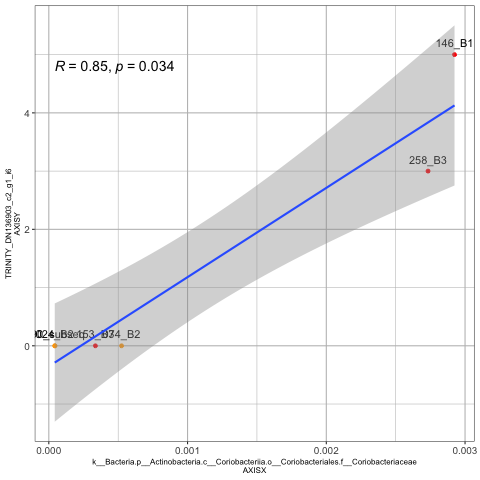 146_B1
R = 0.85, p = 0.034
258_B3
074_B2
4
2
0
0.000
0.001
0.002
0.003
TRINITY_DN136903_c2_g1_i6
AXISY
k__Bacteria.p__Actinobacteria.c__Coriobacteriia.o__Coriobacteriales.f__Coriobacteriaceae
AXISX